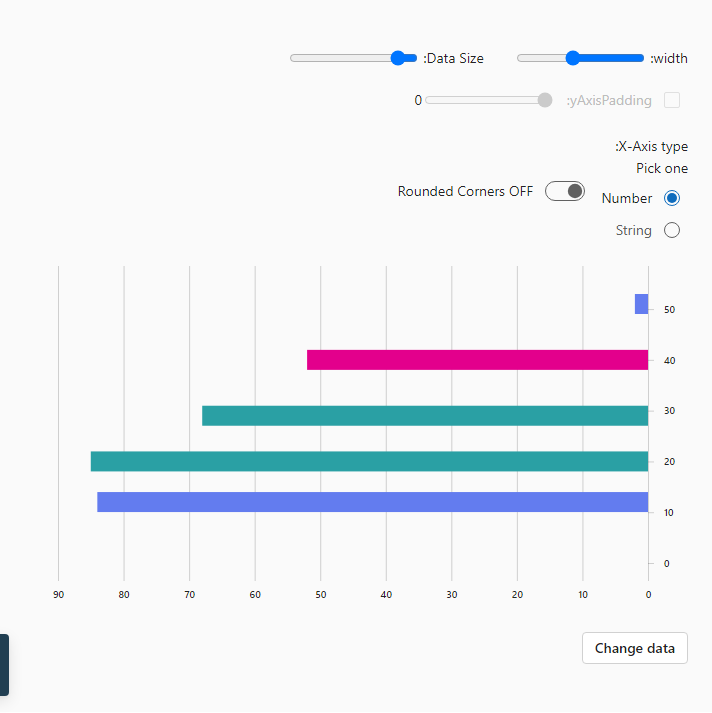 :width
:Data Size
:yAxisPadding
0
:X-Axis type
Pick one
Number
String
Rounded Corners OFF
50
40
30
20
10
0
90 80 70 60 50 40 30 20 10 0
Change data